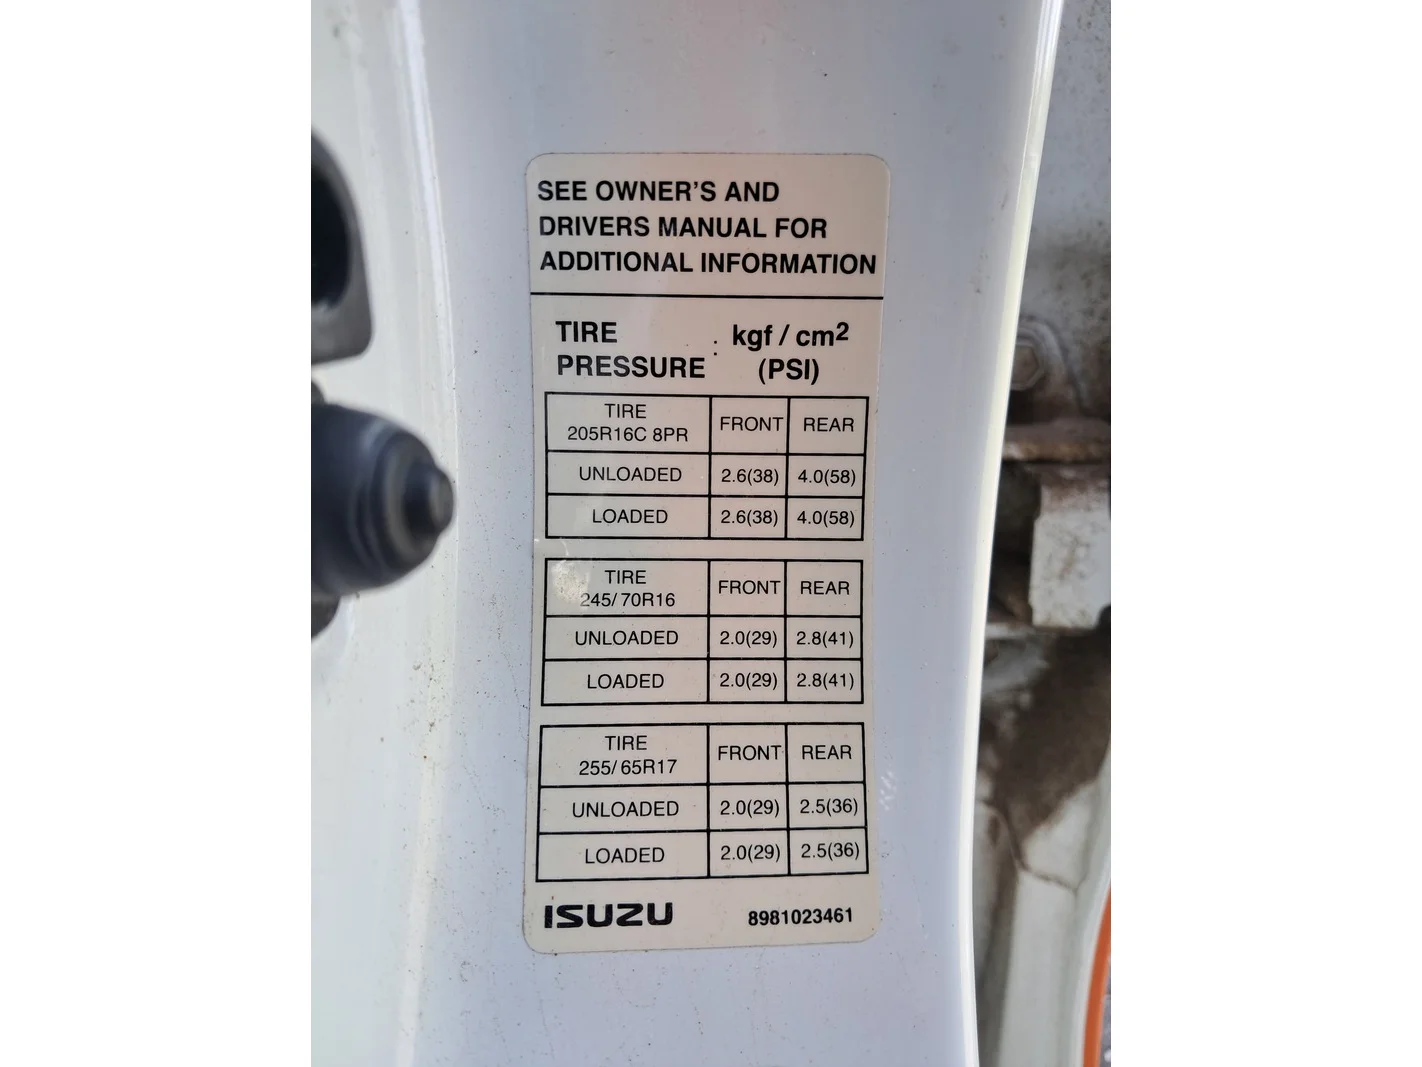 SEE OWNER'S AND
DRIVERS MANUAL FOR
ADDITIONAL INFORMATION
TIRE PRESSURE : kgf / cm² (PSI)
TIRE 205R16C 8PR FRONT REAR
UNLOADED 2.6(38) 4.0(58)
LOADED 2.6(38) 4.0(58)
TIRE 245/70R16 FRONT REAR
UNLOADED 2.0(29) 2.8(41)
LOADED 2.0(29) 2.8(41)
TIRE 255/65R17 FRONT REAR
UNLOADED 2.0(29) 2.5(36)
LOADED 2.0(29) 2.5(36)
ISUZU 8981023461